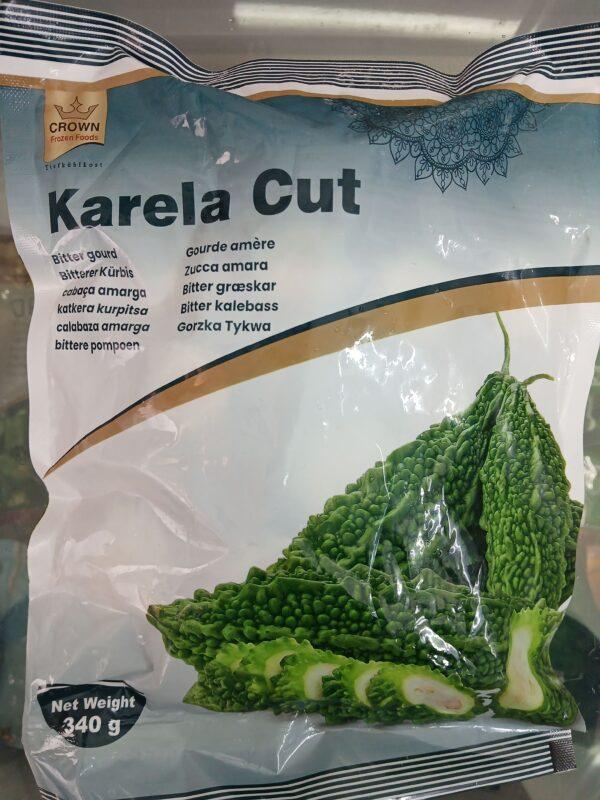 CROWN
Frozen Foods
Tiefkühlkost
Karela Cut
Bitter gourd
Bitterer Kürbis
cabaça amarga
katkera kurpitsa
calabaza amarga
bittere pompoen
Gourde amère
Zucca amara
Bitter græskar
Bitter kalebass
Gorzka Tykwa
Net Weight
340 g